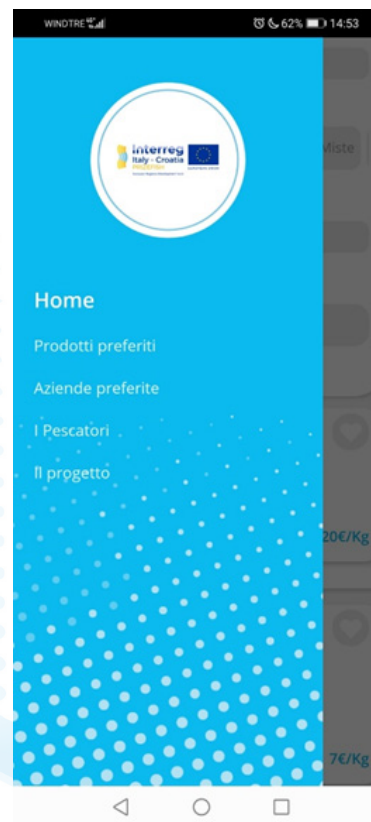 WINDTRE
62% 14:53
Interreg
Italy - Croatia
Miste
Home
Prodotti preferiti
Aziende preferite
I Pescatori
Il progetto
20€/Kg
7€/Kg